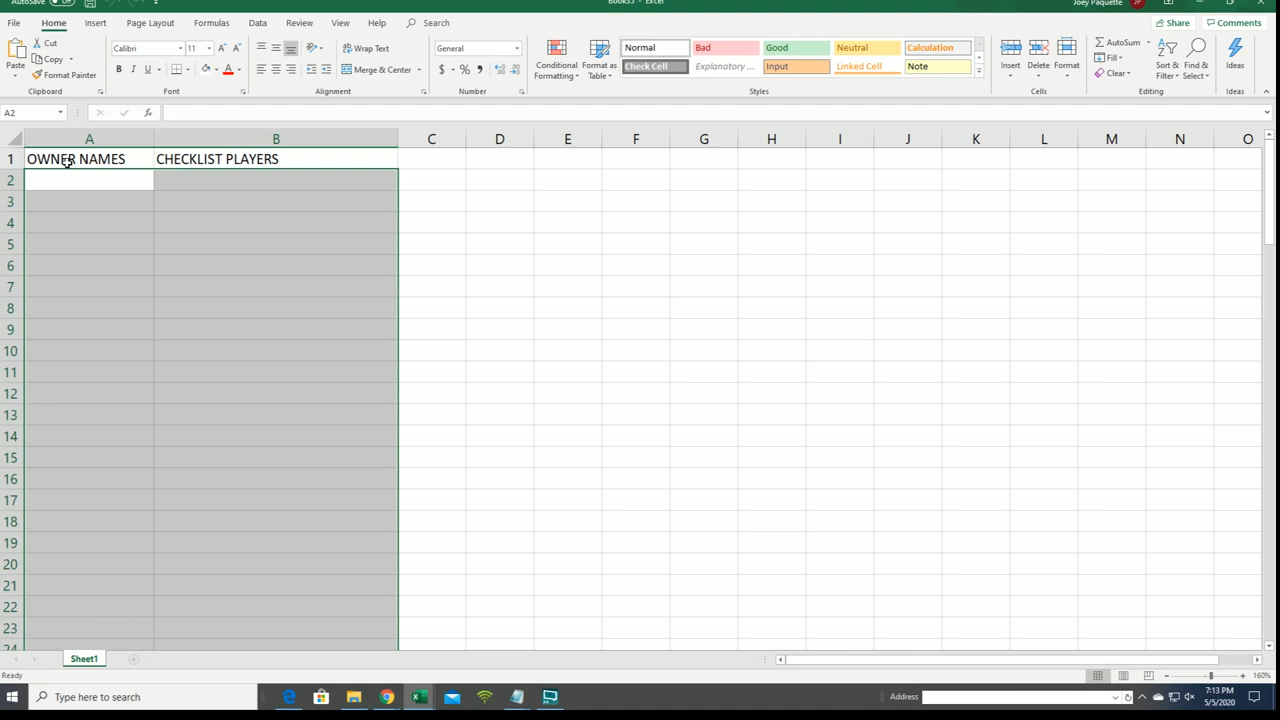 AutoSave Off Book35 - Excel Joey Paquette JP
File Home Insert Page Layout Formulas Data Review View Help Search Share Comments
Paste Cut Copy Format Painter Clipboard
Calibri 11 B I U A Font
Wrap Text Merge & Center Alignment
General $ % Number
Conditional Formatting Format as Table
Normal Bad Good Neutral Calculation
Check Cell Explanatory ... Input Linked Cell Note
Styles
Insert Delete Format Cells
AutoSum Fill Clear Sort & Filter Find & Select Editing
Ideas Ideas
A2 fx
A B C D E F G H I J K L M N O
1 OWNER NAMES CHECKLIST PLAYERS
2
3
4
5
6
7
8
9
10
11
12
13
14
15
16
17
18
19
20
21
22
23
24
Sheet1
Ready 160%
Type here to search Address 7:13 PM
5/5/2020